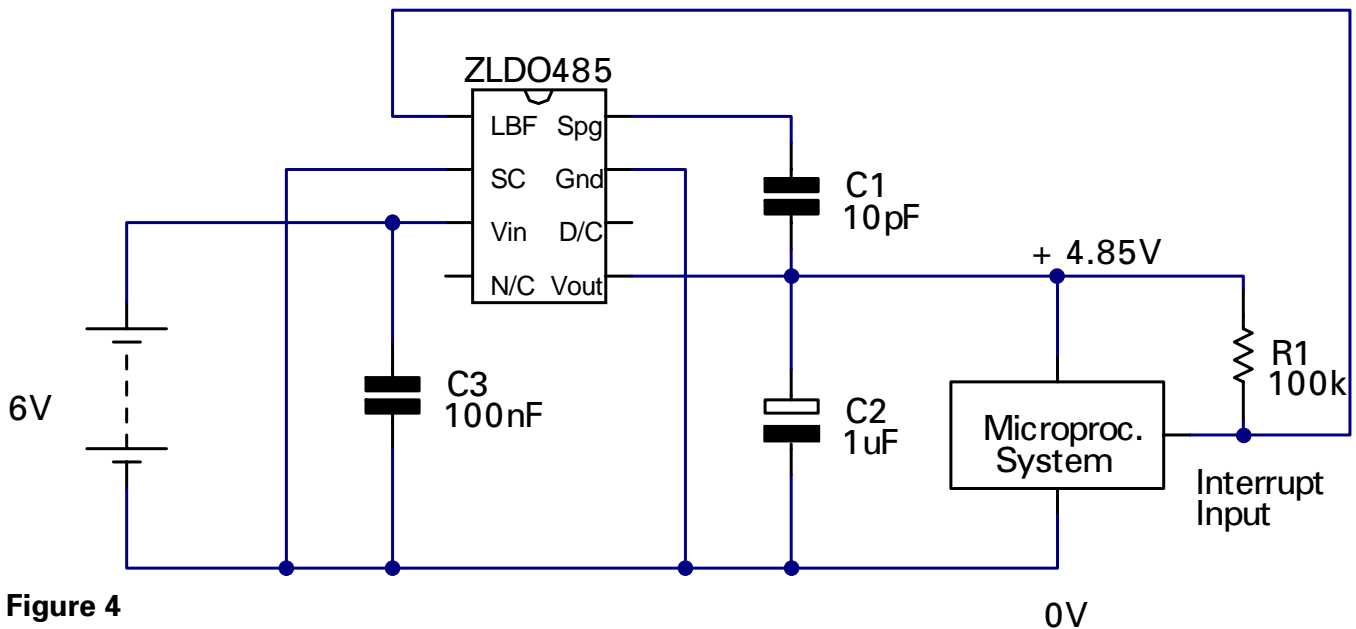 ZLDO485
LBF Spg
SC Gnd
Vin D/C
N/C Vout
C1
10pF
+ 4.85V
R1
100k
C3
100nF
C2
1uF
6V
Microproc.
System
Interrupt
Input
Figure 4
0V